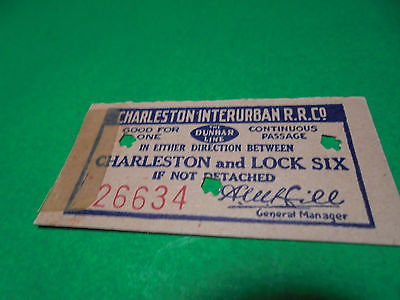 CHARLESTON INTERURBAN R.R.CO.
GOOD FOR ONE
THE DUNBAR LINE
CONTINUOUS PASSAGE
IN EITHER DIRECTION BETWEEN
CHARLESTON and LOCK SIX
IF NOT DETACHED
26634
General Manager